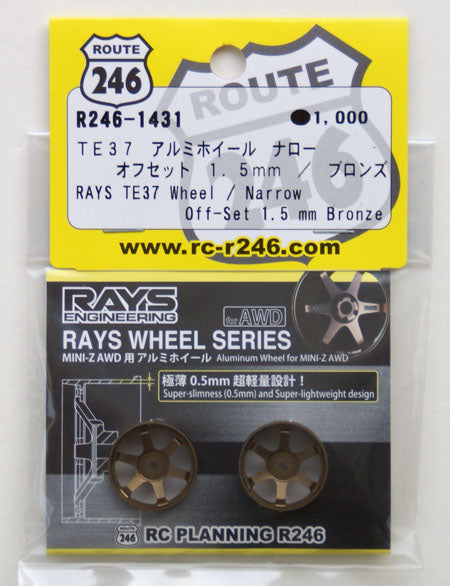 ROUTE
246
ROUTE
246
R246-1431 ●1,000
TE37 アルミホイール ナロー
オフセット 1.5mm / ブロンズ
RAYS TE37 Wheel / Narrow
Off-Set 1.5 mm Bronze
www.rc-r246.com
RAYS
ENGINEERING
for AWD
RAYS WHEEL SERIES
MINI-Z AWD 用アルミホイール Aluminum Wheel for MINI-Z AWD
極薄0.5mm 超軽量設計!
Super-slimness (0.5mm) and Super-lightweight design
ROUTE
246
RC PLANNING R246